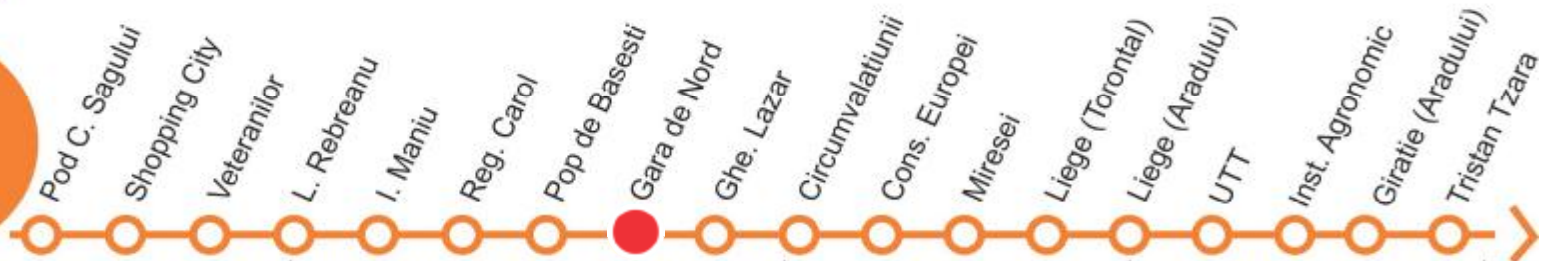 Pod C. Sagului
Shopping City
Veteranilor
L. Rebreanu
I. Maniu
Reg. Carol
Pop de Basesti
Gara de Nord
Ghe. Lazar
Circumvalatiunii
Cons. Europei
Miresei
Liege (Torontal)
Liege (Aradului)
UTT
Inst. Agronomic
Giratie (Aradului)
Tristan Tzara